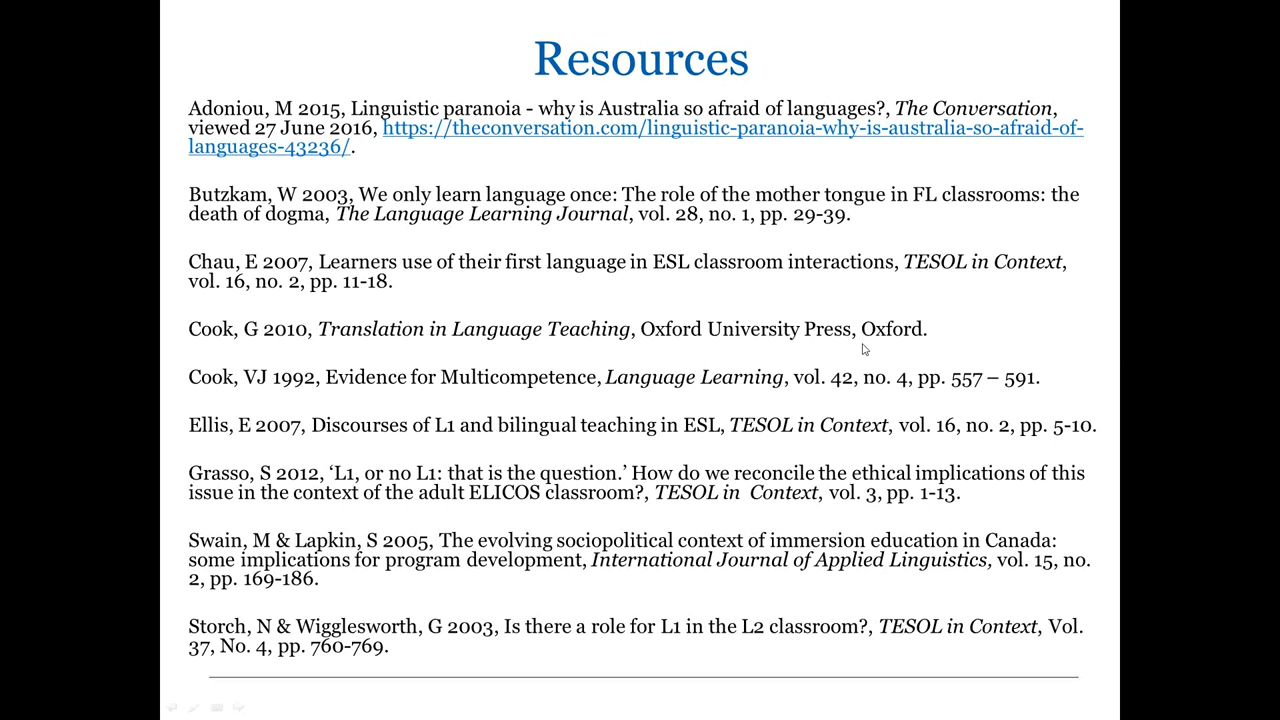 Resources
Adoniou, M 2015, Linguistic paranoia - why is Australia so afraid of languages?, The Conversation,
viewed 27 June 2016, https://theconversation.com/linguistic-paranoia-why-is-australia-so-afraid-of-
languages-43236/.
Butzkam, W 2003, We only learn language once: The role of the mother tongue in FL classrooms: the
death of dogma, The Language Learning Journal, vol. 28, no. 1, pp. 29-39.
Chau, E 2007, Learners use of their first language in ESL classroom interactions, TESOL in Context,
vol. 16, no. 2, pp. 11-18.
Cook, G 2010, Translation in Language Teaching, Oxford University Press, Oxford.
Cook, VJ 1992, Evidence for Multicompetence, Language Learning, vol. 42, no. 4, pp. 557 – 591.
Ellis, E 2007, Discourses of L1 and bilingual teaching in ESL, TESOL in Context, vol. 16, no. 2, pp. 5-10.
Grasso, S 2012, ‘L1, or no L1: that is the question.’ How do we reconcile the ethical implications of this
issue in the context of the adult ELICOS classroom?, TESOL in Context, vol. 3, pp. 1-13.
Swain, M & Lapkin, S 2005, The evolving sociopolitical context of immersion education in Canada:
some implications for program development, International Journal of Applied Linguistics, vol. 15, no.
2, pp. 169-186.
Storch, N & Wigglesworth, G 2003, Is there a role for L1 in the L2 classroom?, TESOL in Context, Vol.
37, No. 4, pp. 760-769.